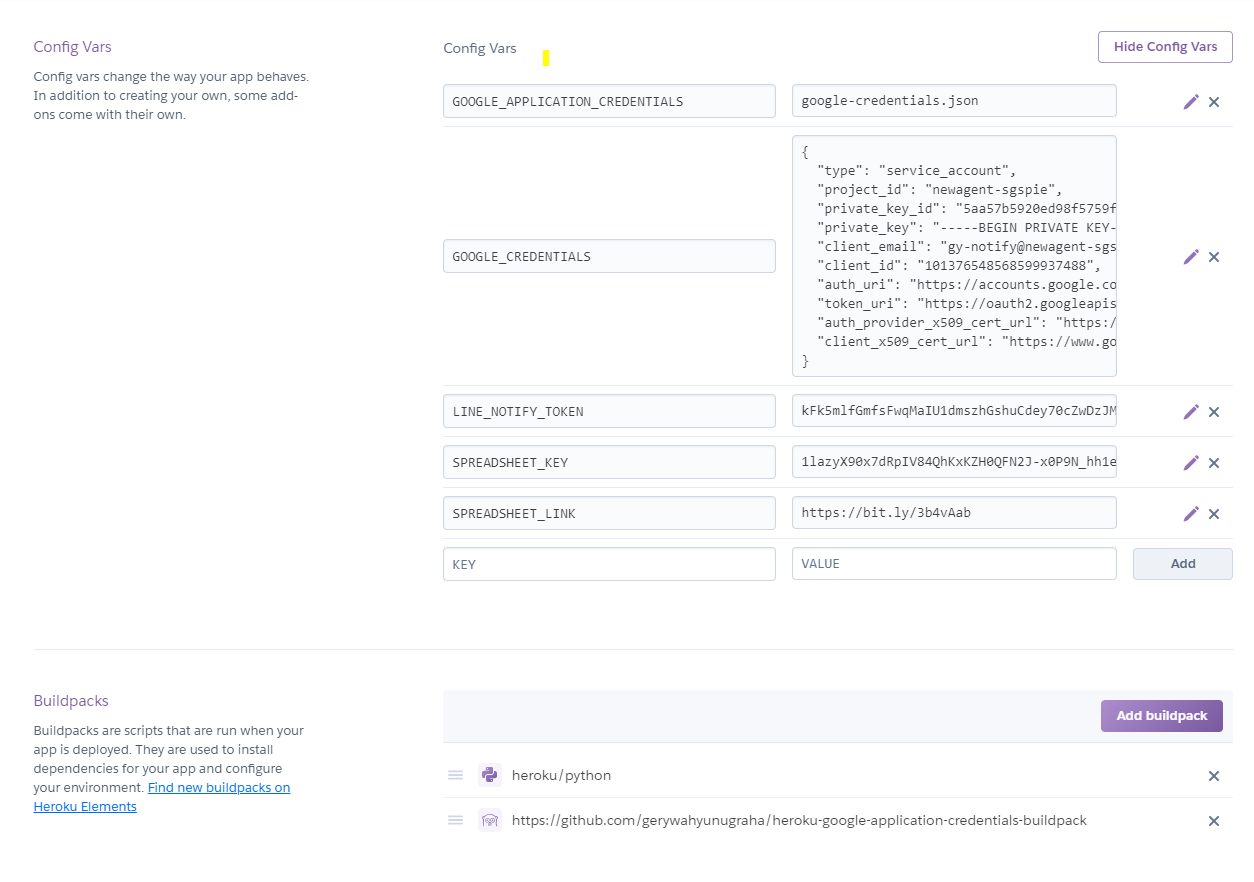 Config Vars
Config vars change the way your app behaves.
In addition to creating your own, some add-
ons come with their own.
Config Vars
Hide Config Vars
GOOGLE_APPLICATION_CREDENTIALS
google-credentials.json
GOOGLE_CREDENTIALS
{
"type": "service_account",
"project_id": "newagent-sgspie",
"private_key_id": "5aa57b5920ed98f5759f
"private_key": "-----BEGIN PRIVATE KEY-
"client_email": "gy-notify@newagent-sgs
"client_id": "101376548568599937488",
"auth_uri": "https://accounts.google.co
"token_uri": "https://oauth2.googleapis
"auth_provider_x509_cert_url": "https:/
"client_x509_cert_url": "https://www.go
}
LINE_NOTIFY_TOKEN
kFk5mlfGmfsFwqMaIU1dmszhGshuCdey70cZwDzJM
SPREADSHEET_KEY
1lazyX90x7dRpIV84QhKxKZH0QFN2J-x0P9N_hh1e
SPREADSHEET_LINK
https://bit.ly/3b4vAab
KEY
VALUE
Add
Buildpacks
Buildpacks are scripts that are run when your
app is deployed. They are used to install
dependencies for your app and configure
your environment. Find new buildpacks on
Heroku Elements
Add buildpack
heroku/python
https://github.com/gerywahyunugraha/heroku-google-application-credentials-buildpack